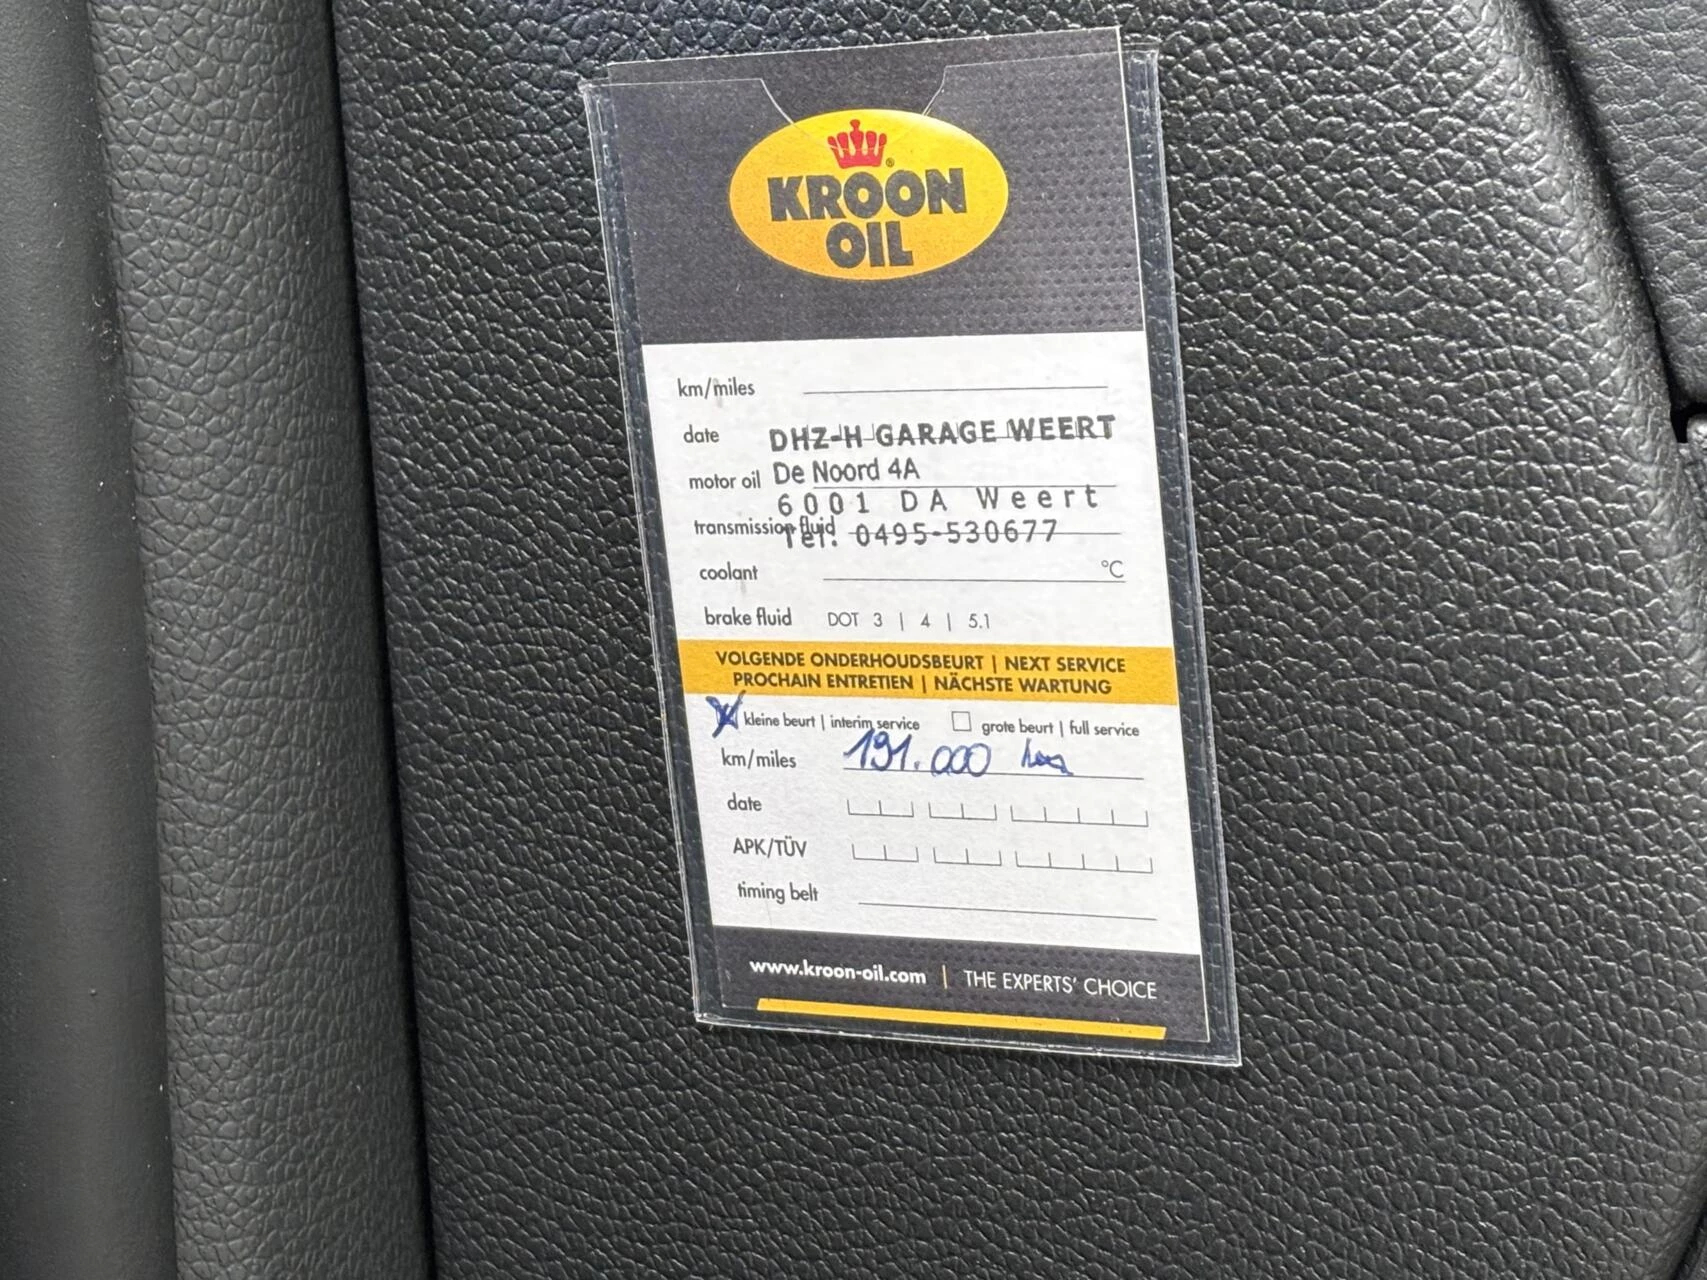 KROON
OIL
®
km/miles
date DHZ-H GARAGE WEERT
motor oil De Noord 4A
6001 DA Weert
transmission fluid Tel. 0495-530677
coantant °C
brake fluid DOT 3 | 4 | 5.1
VOLGENDE ONDERHOUDSBEURT | NEXT SERVICE
PROCHAIN ENTRETIEN | NÄCHSTE WARTUNG
kleine beurt | interim service grote beurt | full service
km/miles 191.000
date
APK/TÜV
timing belt
www.kroon-oil.com | THE EXPERTS' CHOICE